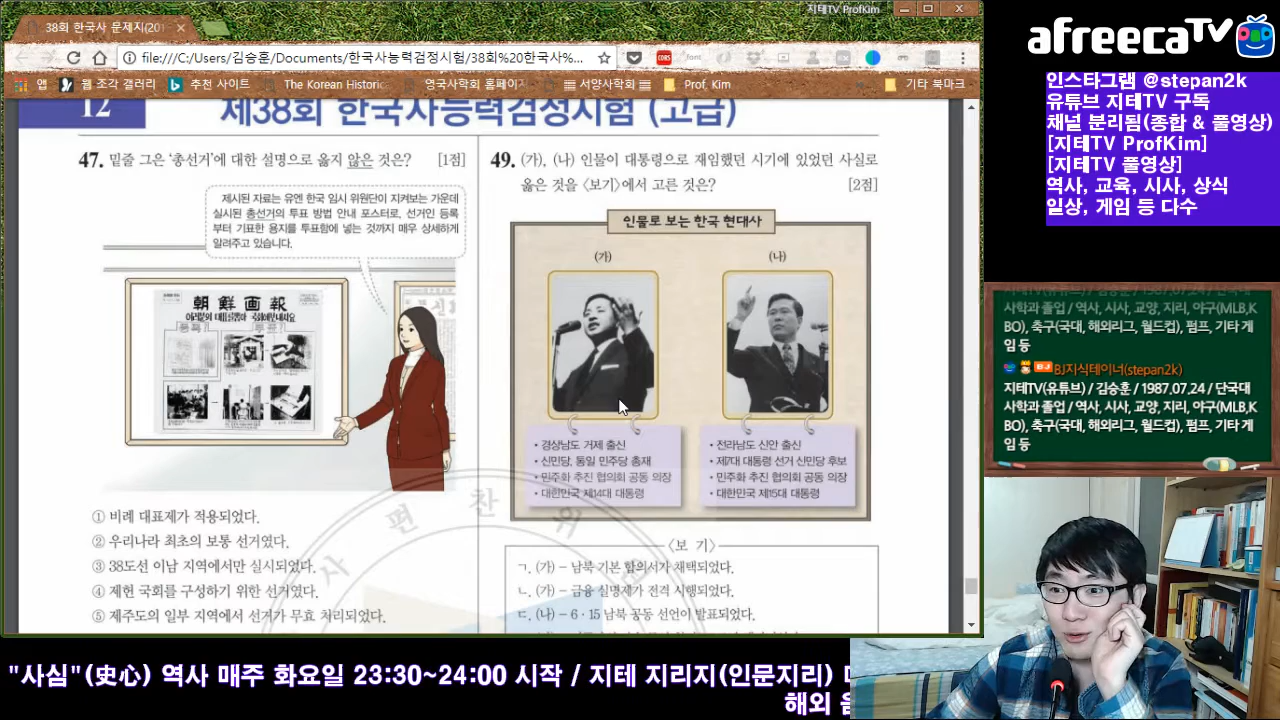 지테TV ProfKim
38회 한국사 문제지(201
file:///C:/Users/김승훈/Documents/한국사능력검정시험/38회%20한국사%...
앱
웹 조각 갤러리
추천 사이트
The Korean Historic
영국사학회 홈페이지
서양사학회
Prof. Kim
기타 북마크
12
제38회 한국사능력검정시험 (고급)
47. 밑줄 그은 '총선거'에 대한 설명으로 옳지 않은 것은? [1점]
제시된 자료는 유엔 한국 임시 위원단이 지켜보는 가운데
실시된 총선거의 투표 방법 안내 포스터로, 선거인 등록
부터 기표한 용지를 투표함에 넣는 것까지 매우 상세하게
알려주고 있습니다.
朝鮮画報
① 비례 대표제가 적용되었다.
② 우리나라 최초의 보통 선거였다.
③ 38도선 이남 지역에서만 실시되었다.
④ 제헌 국회를 구성하기 위한 선거였다.
⑤ 제주도의 일부 지역에서 선거가 무효 처리되었다.
49. (가), (나) 인물이 대통령으로 재임했던 시기에 있었던 사실로
옳은 것을 <보기>에서 고른 것은? [2점]
인물로 보는 한국 현대사
(가)
(나)
• 경상남도 거제 출신
• 신민당, 통일 민주당 총재
• 민주화 추진 협의회 공동 의장
• 대한민국 제14대 대통령
• 전라남도 신안 출신
• 제7대 대통령 선거 신민당 후보
• 민주화 추진 협의회 공동 의장
• 대한민국 제15대 대통령
<보 기>
ㄱ. (가) - 남북 기본 합의서가 채택되었다.
ㄴ. (가) - 금융 실명제가 전격 시행되었다.
ㄷ. (나) - 6·15 남북 공동 선언이 발표되었다.
사 편 찬 위 원
afreecaTV
인스타그램 @stepan2k
유튜브 지테TV 구독
채널 분리됨(종합 & 풀영상)
[지테TV ProfKim]
[지테TV 풀영상]
역사, 교육, 시사, 상식
일상, 게임 등 다수
사학과 졸업 / 역사, 시사, 교양, 지리, 야구(MLB,K
BO), 축구(국대, 해외리그, 월드컵), 펌프, 기타 게
임 등
BJ지식테이너(stepan2k)
지테TV(유튜브) / 김승훈 / 1987.07.24 / 단국대
사학과 졸업 / 역사, 시사, 교양, 지리, 야구(MLB,K
BO), 축구(국대, 해외리그, 월드컵), 펌프, 기타 게
임 등
"사심"(史心) 역사 매주 화요일 23:30~24:00 시작 / 지테 지리지(인문지리)
해외